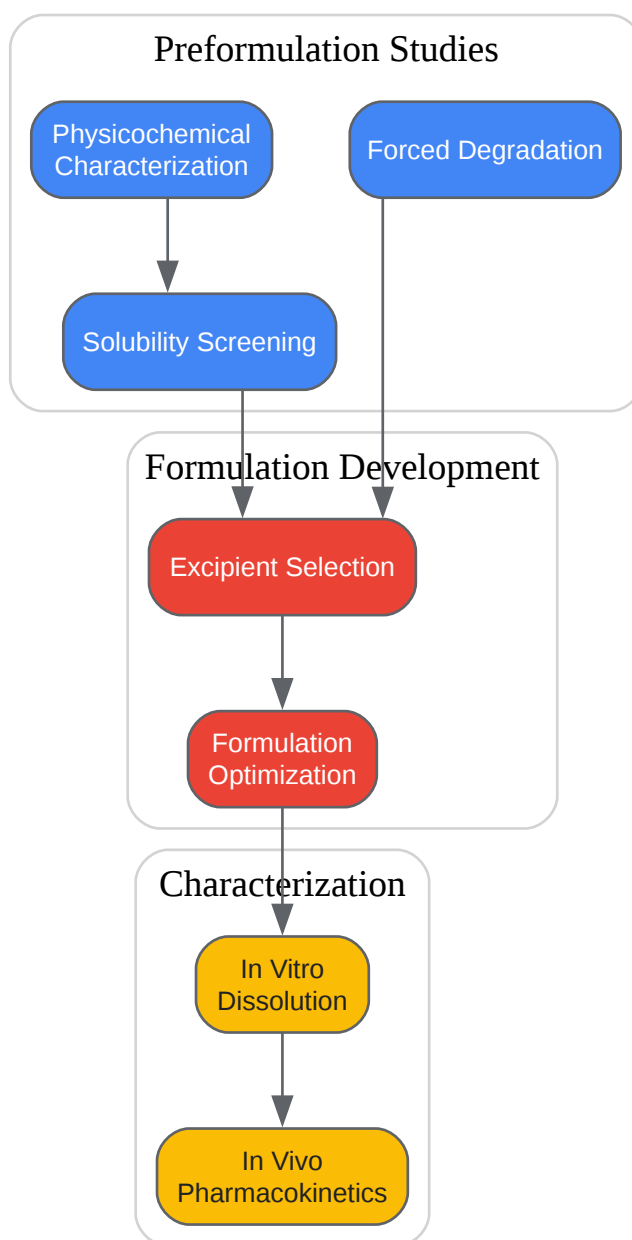 Preformulation Studies
Physicochemical
Characterization
Forced Degradation
Solubility Screening
Formulation Development
Excipient Selection
Formulation
Optimization
Characterization
In Vitro
Dissolution
In Vivo
Pharmacokinetics